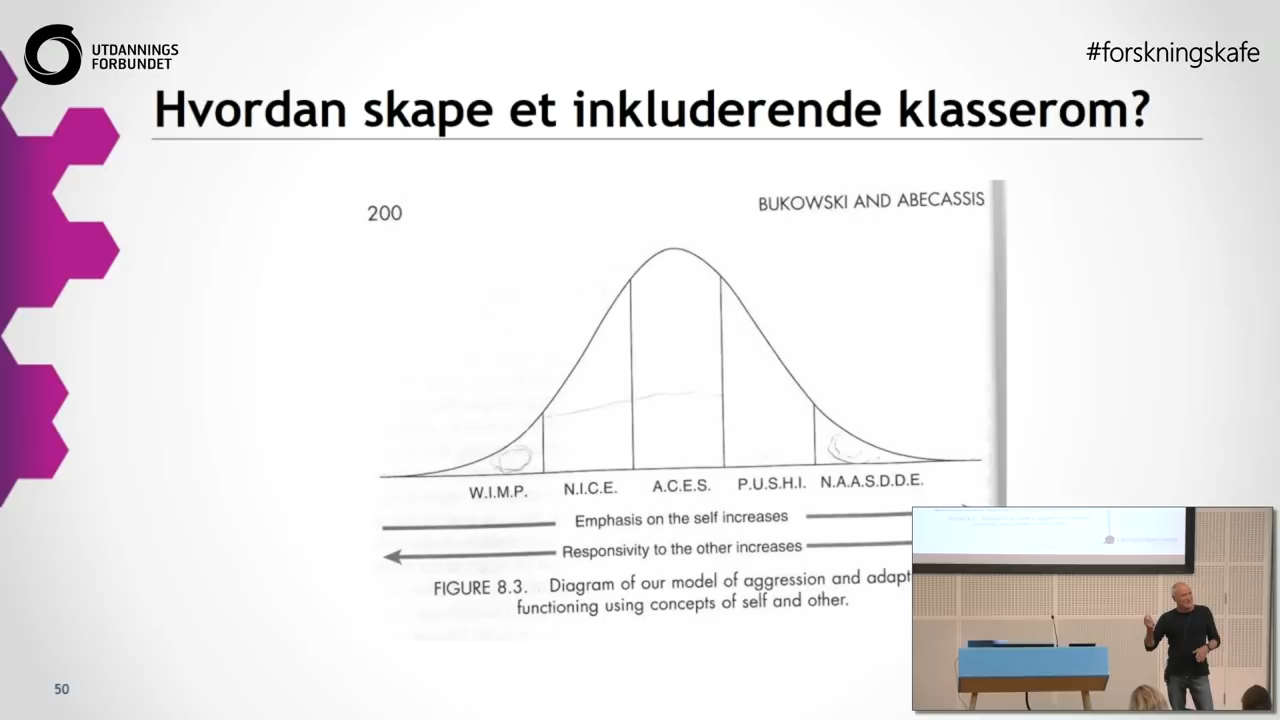 UTDANNINGS
FORBUNDET
#forskningskafe
Hvordan skape et inkluderende klasserom?
200
BUKOWSKI AND ABECASSIS
W.I.M.P. N.I.C.E. A.C.E.S. P.U.S.H.I. N.A.A.S.D.D.E.
Emphasis on the self increases
Responsivity to the other increases
FIGURE 8.3. Diagram of our model of aggression and adapt
functioning using concepts of self and other.
50